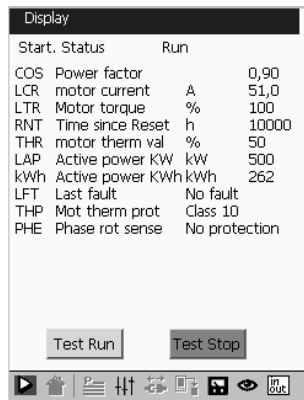 Display
Start. Status Run
COS Power factor 0,90
LCR motor current A 51,0
LTR Motor torque % 100
RNT Time since Reset h 10000
THR motor therm val % 50
LAP Active power KW kW 500
kWh Active power KWh kWh 262
LFT Last fault No fault
THP Mot therm prot Class 10
PHE Phase rot sense No protection
Test Run Test Stop
in out